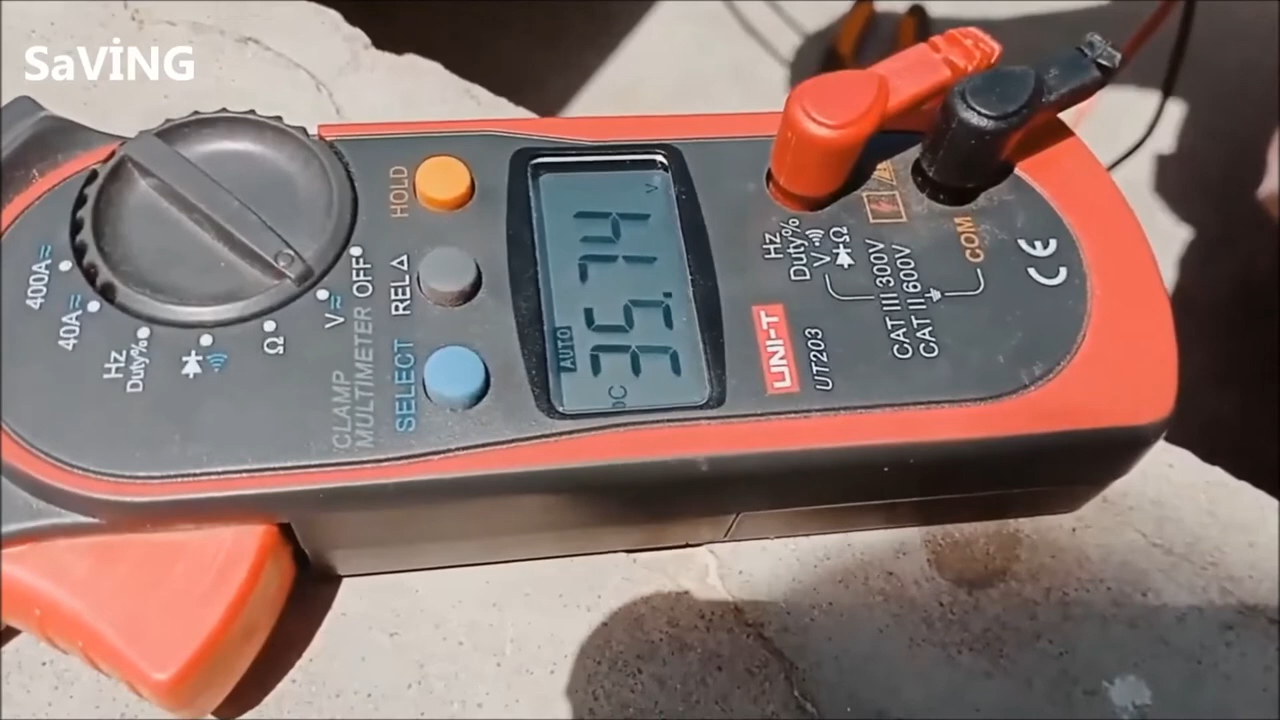 SaVİNG
400A≂
40A≂
Hz
Duty%
Ω
V≂
OFF
CLAMP
MULTIMETER
HOLD
REL△
SELECT
DC
AUTO
35.74
V
UNI-T
UT203
Hz
Duty%
V
Ω
CAT III 300V
CAT II 600V
COM
CE